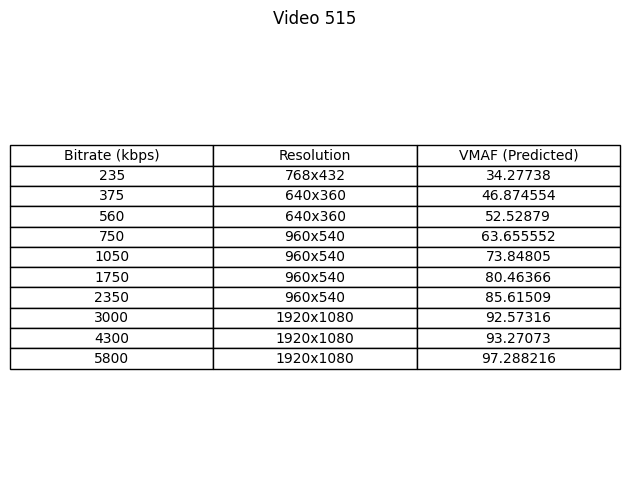 Video 515
Bitrate (kbps) Resolution VMAF (Predicted)
235 768x432 34.27738
375 640x360 46.874554
560 640x360 52.52879
750 960x540 63.655552
1050 960x540 73.84805
1750 960x540 80.46366
2350 960x540 85.61509
3000 1920x1080 92.57316
4300 1920x1080 93.27073
5800 1920x1080 97.288216